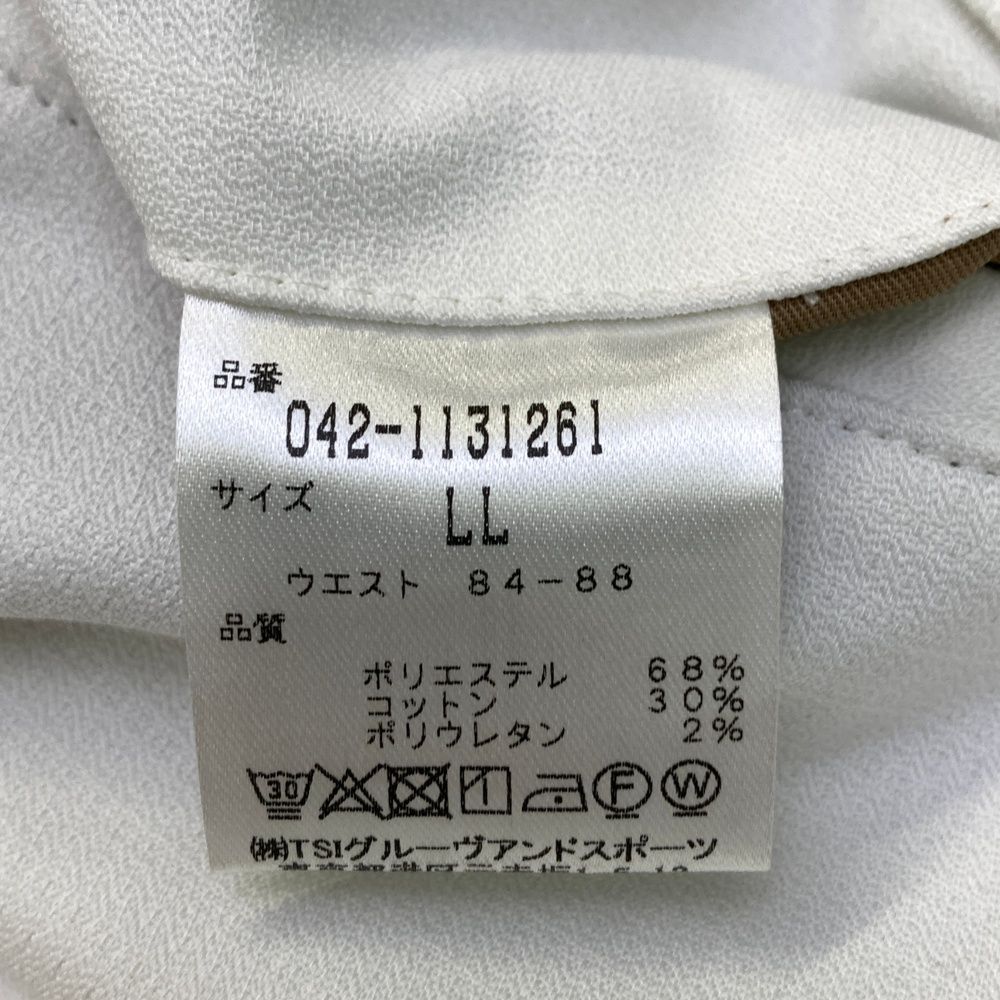 品番
042-1131261
サイズ
LL
ウエスト 84-88
品質
ポリエステル 68%
コットン 30%
ポリウレタン 2%
30 F W
㈱TSIグルーヴアンドスポーツ